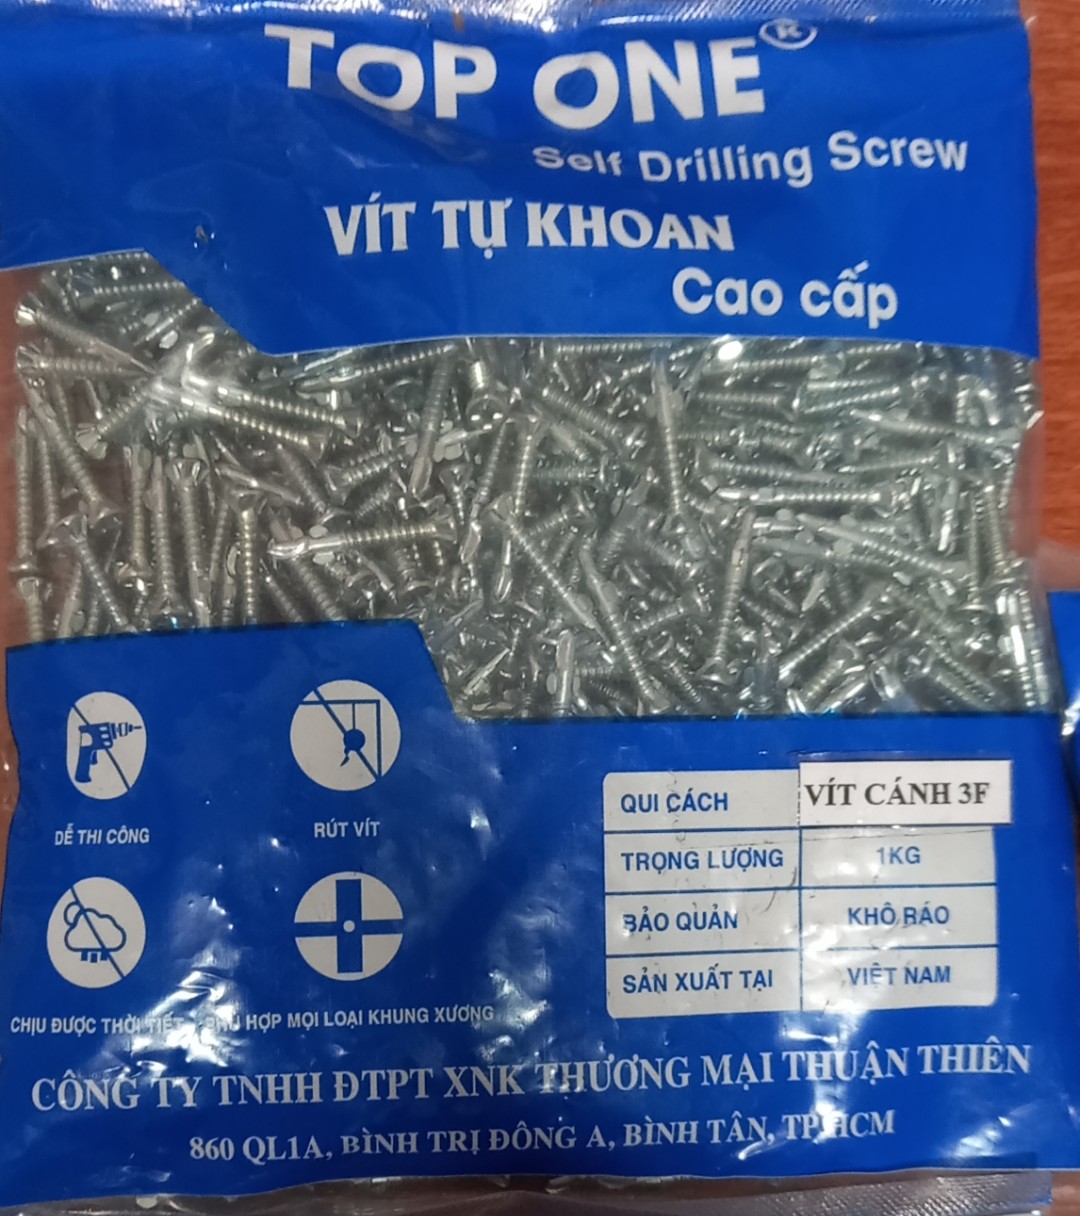 TOP ONE®
Self Drilling Screw
VÍT TỰ KHOAN
Cao cấp
DỄ THI CÔNG
RÚT VÍT
CHỊU ĐƯỢC THỜI TIẾT
PHÙ HỢP MỌI LOẠI KHUNG XƯƠNG
QUI CÁCH VÍT CÁNH 3F
TRỌNG LƯỢNG 1KG
BẢO QUẢN KHÔ RÁO
SẢN XUẤT TẠI VIỆT NAM
CÔNG TY TNHH ĐTPT XNK THƯƠNG MẠI THUẬN THIÊN
860 QL1A, BÌNH TRỊ ĐÔNG A, BÌNH TÂN, TP.HCM